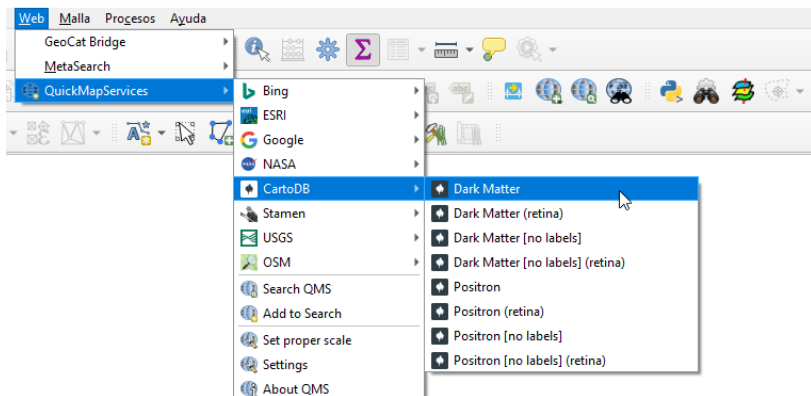 Web Malla Procesos Ayuda
GeoCat Bridge
MetaSearch
QuickMapServices
Bing
ESRI
Google
NASA
CartoDB
Stamen
USGS
OSM
Search QMS
Add to Search
Set proper scale
Settings
About QMS
Dark Matter
Dark Matter (retina)
Dark Matter [no labels]
Dark Matter [no labels] (retina)
Positron
Positron (retina)
Positron [no labels]
Positron [no labels] (retina)